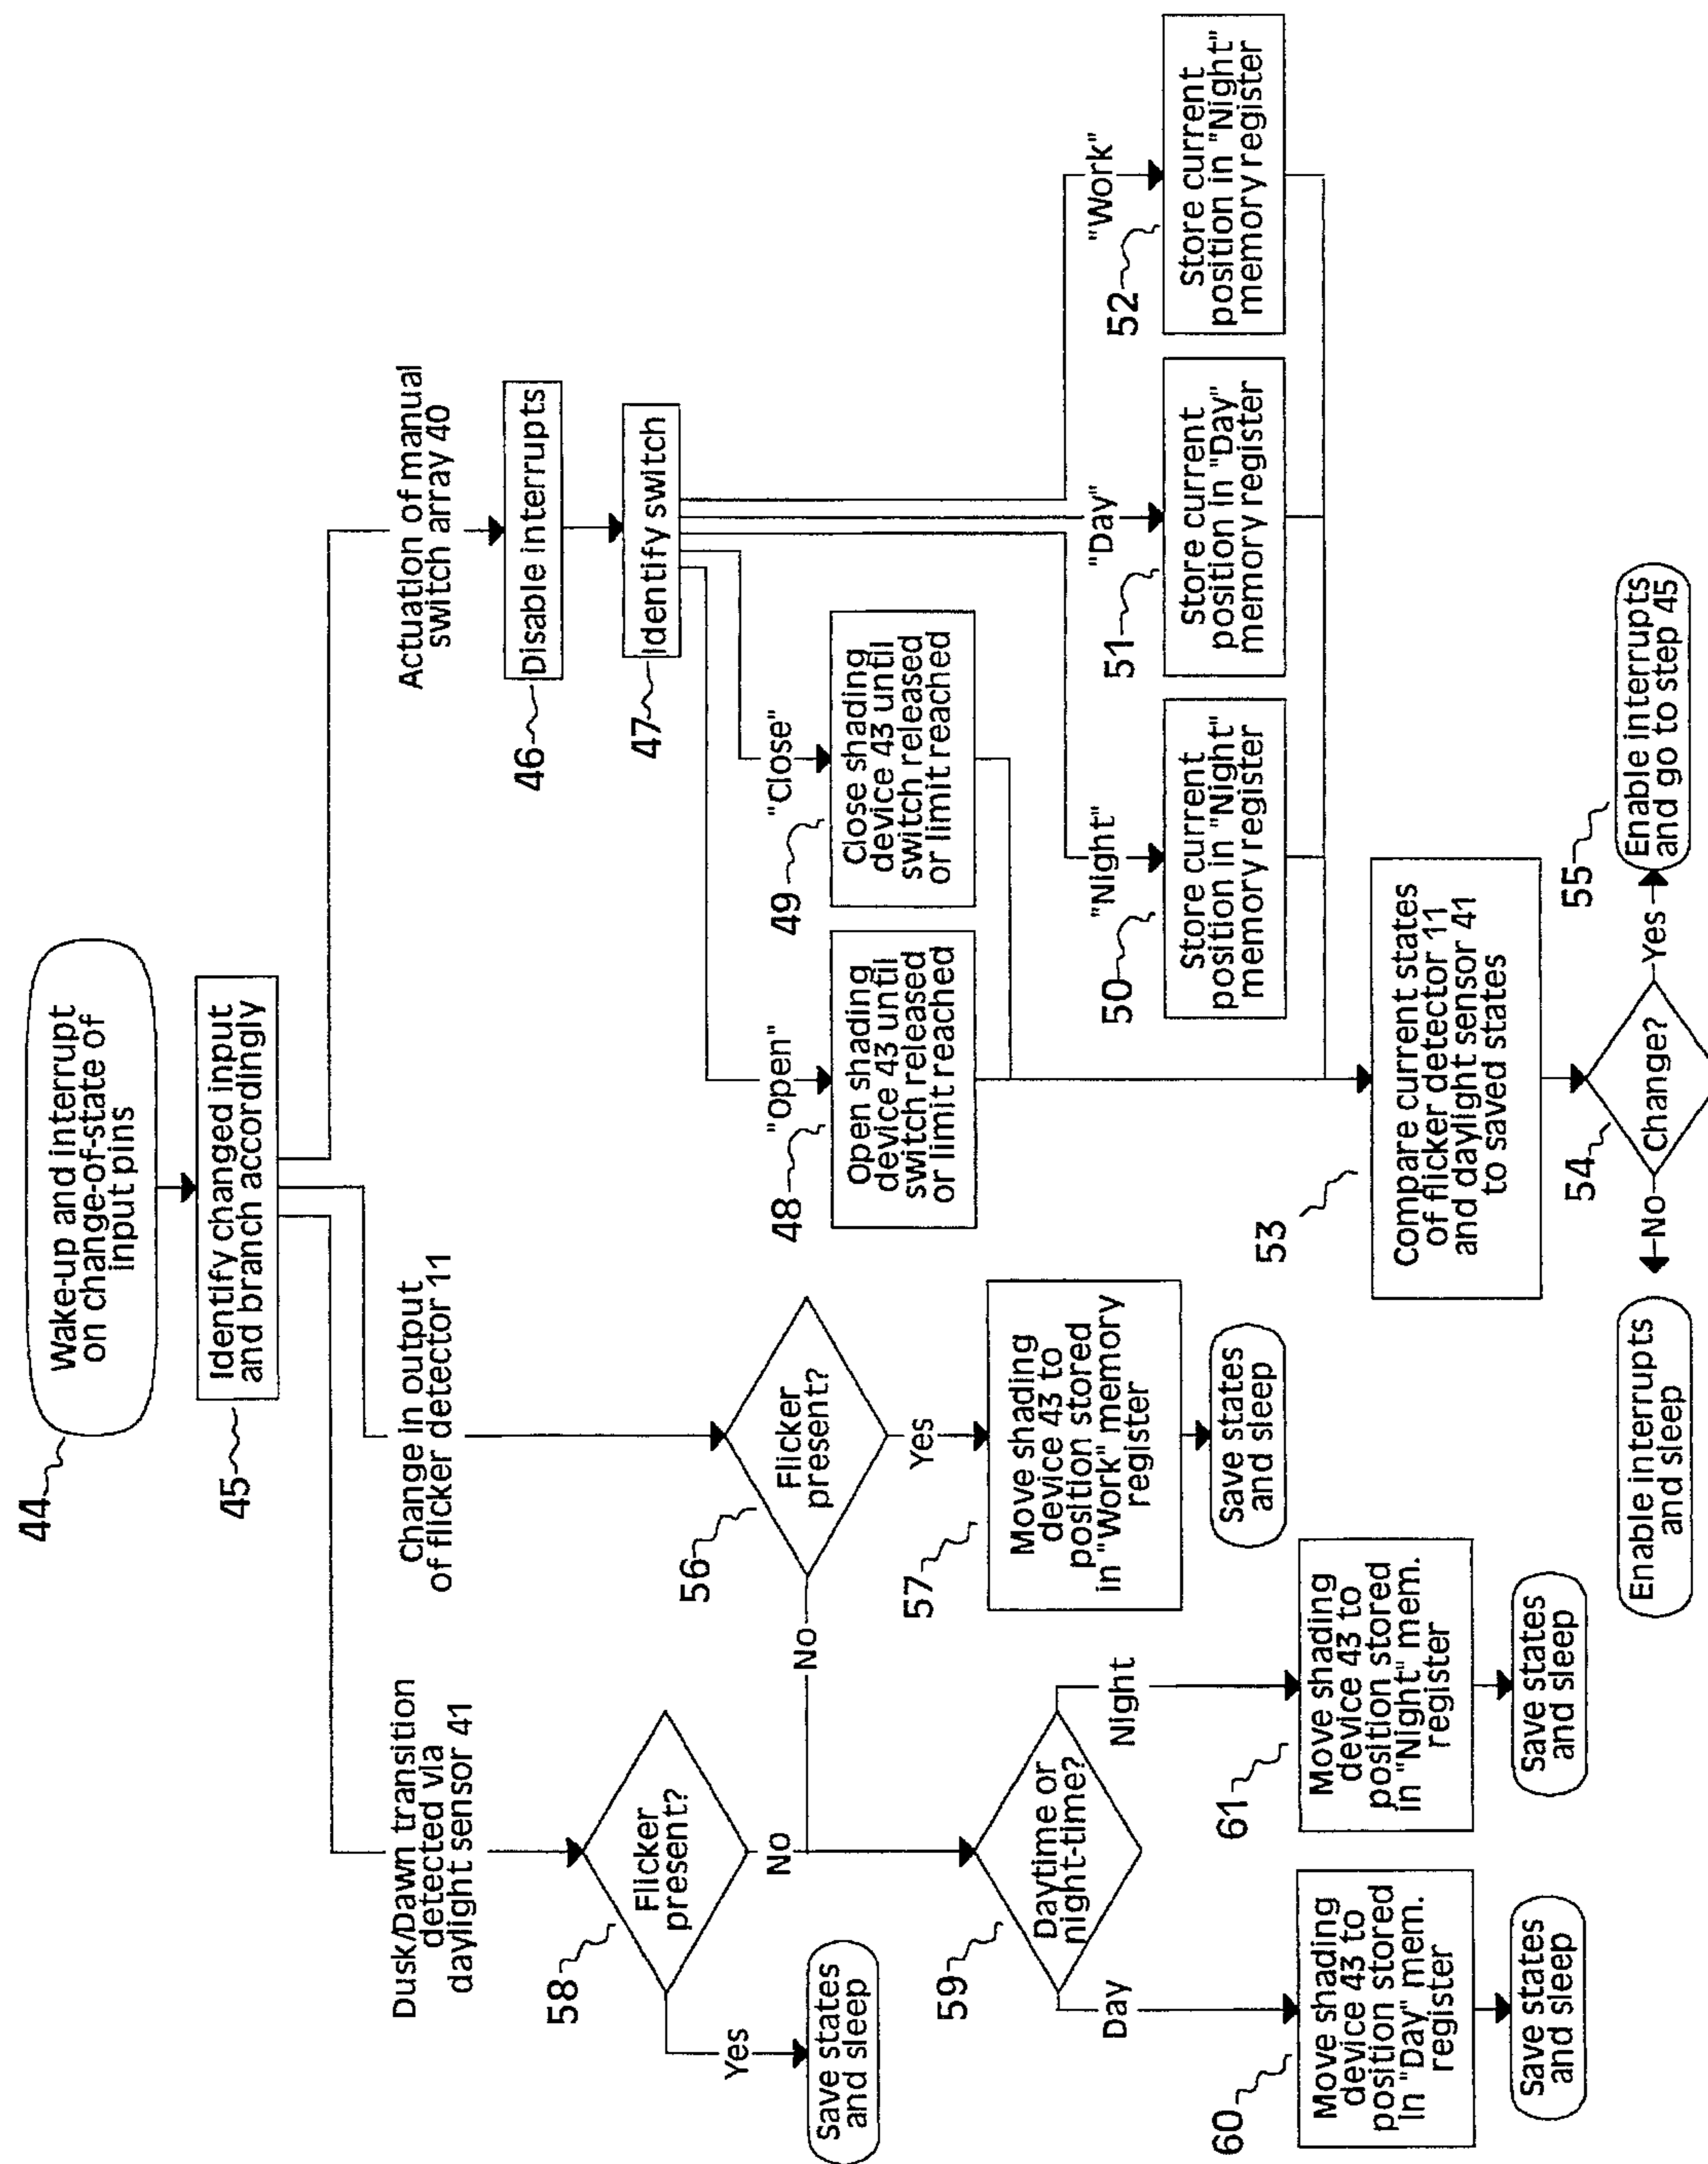 44
Wake-up and interrupt
on change-of-state of
input pins
45
Identify changed input
and branch accordingly
Dusk/Dawn transition
detected via
daylight sensor 41
Change in output
of flicker detector 11
Actuation of manual
switch array 40
46
Disable interrupts
47
Identify switch
"Open"
"Close"
"Night"
"Day"
"Work"
48
Open shading
device 43 until
switch released
or limit reached
49
Close shading
device 43 until
switch released
or limit reached
50
Store current
position in "Night"
memory register
51
Store current
position in "Day"
memory register
52
Store current
position in "Night"
memory register
53
Compare current states
of flicker detector 11
and daylight sensor 41
to saved states
54
Change?
No
Yes
Enable interrupts
and sleep
55
Enable interrupts
and go to step 45
56
Flicker
present?
No
Yes
57
Move shading
device 43 to
position stored
in "Work" memory
register
Save states
and sleep
58
Flicker
present?
Yes
No
Save states
and sleep
59
Daytime or
night-time?
Day
Night
60
Move shading
device 43 to
position stored
in "Day" mem.
register
Save states
and sleep
61
Move shading
device 43 to
position stored
in "Night" mem.
register
Save states
and sleep